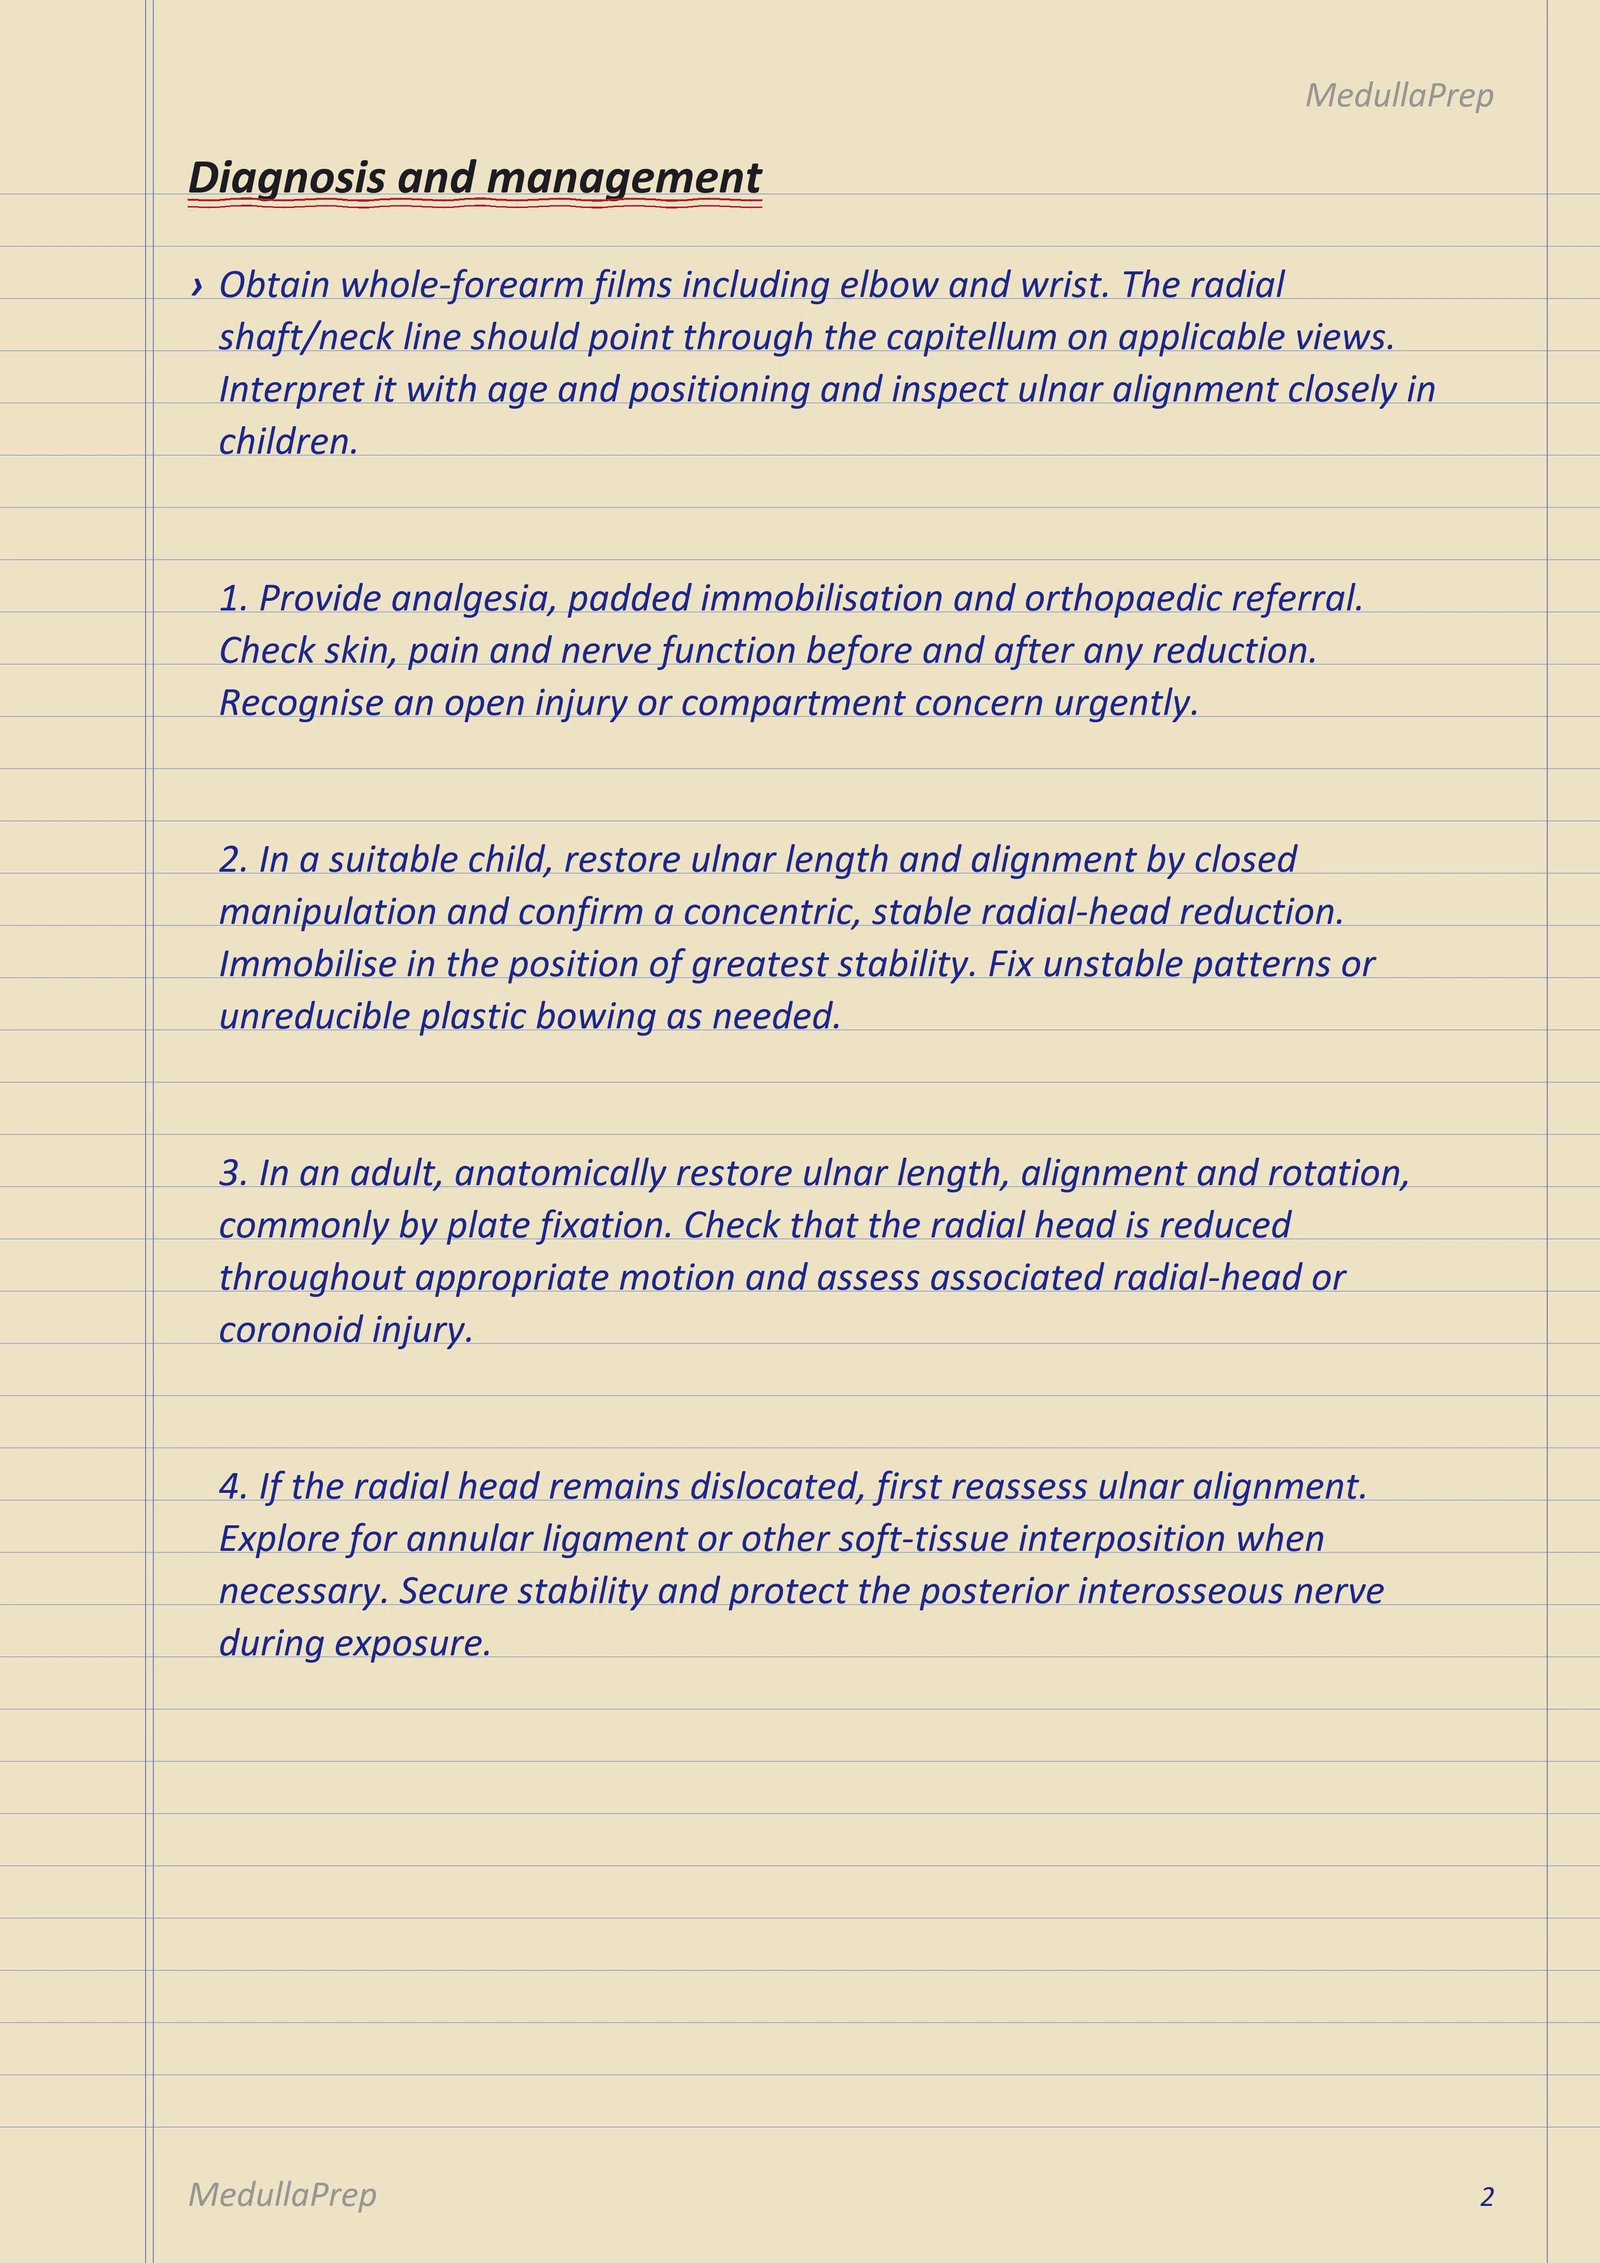 MedullaPrep
Diagnosis and management
› Obtain whole-forearm films including elbow and wrist. The radial
shaft/neck line should point through the capitellum on applicable views.
Interpret it with age and positioning and inspect ulnar alignment closely in
children.
1. Provide analgesia, padded immobilisation and orthopaedic referral.
Check skin, pain and nerve function before and after any reduction.
Recognise an open injury or compartment concern urgently.
2. In a suitable child, restore ulnar length and alignment by closed
manipulation and confirm a concentric, stable radial-head reduction.
Immobilise in the position of greatest stability. Fix unstable patterns or
unreducible plastic bowing as needed.
3. In an adult, anatomically restore ulnar length, alignment and rotation,
commonly by plate fixation. Check that the radial head is reduced
throughout appropriate motion and assess associated radial-head or
coronoid injury.
4. If the radial head remains dislocated, first reassess ulnar alignment.
Explore for annular ligament or other soft-tissue interposition when
necessary. Secure stability and protect the posterior interosseous nerve
during exposure.
MedullaPrep
2